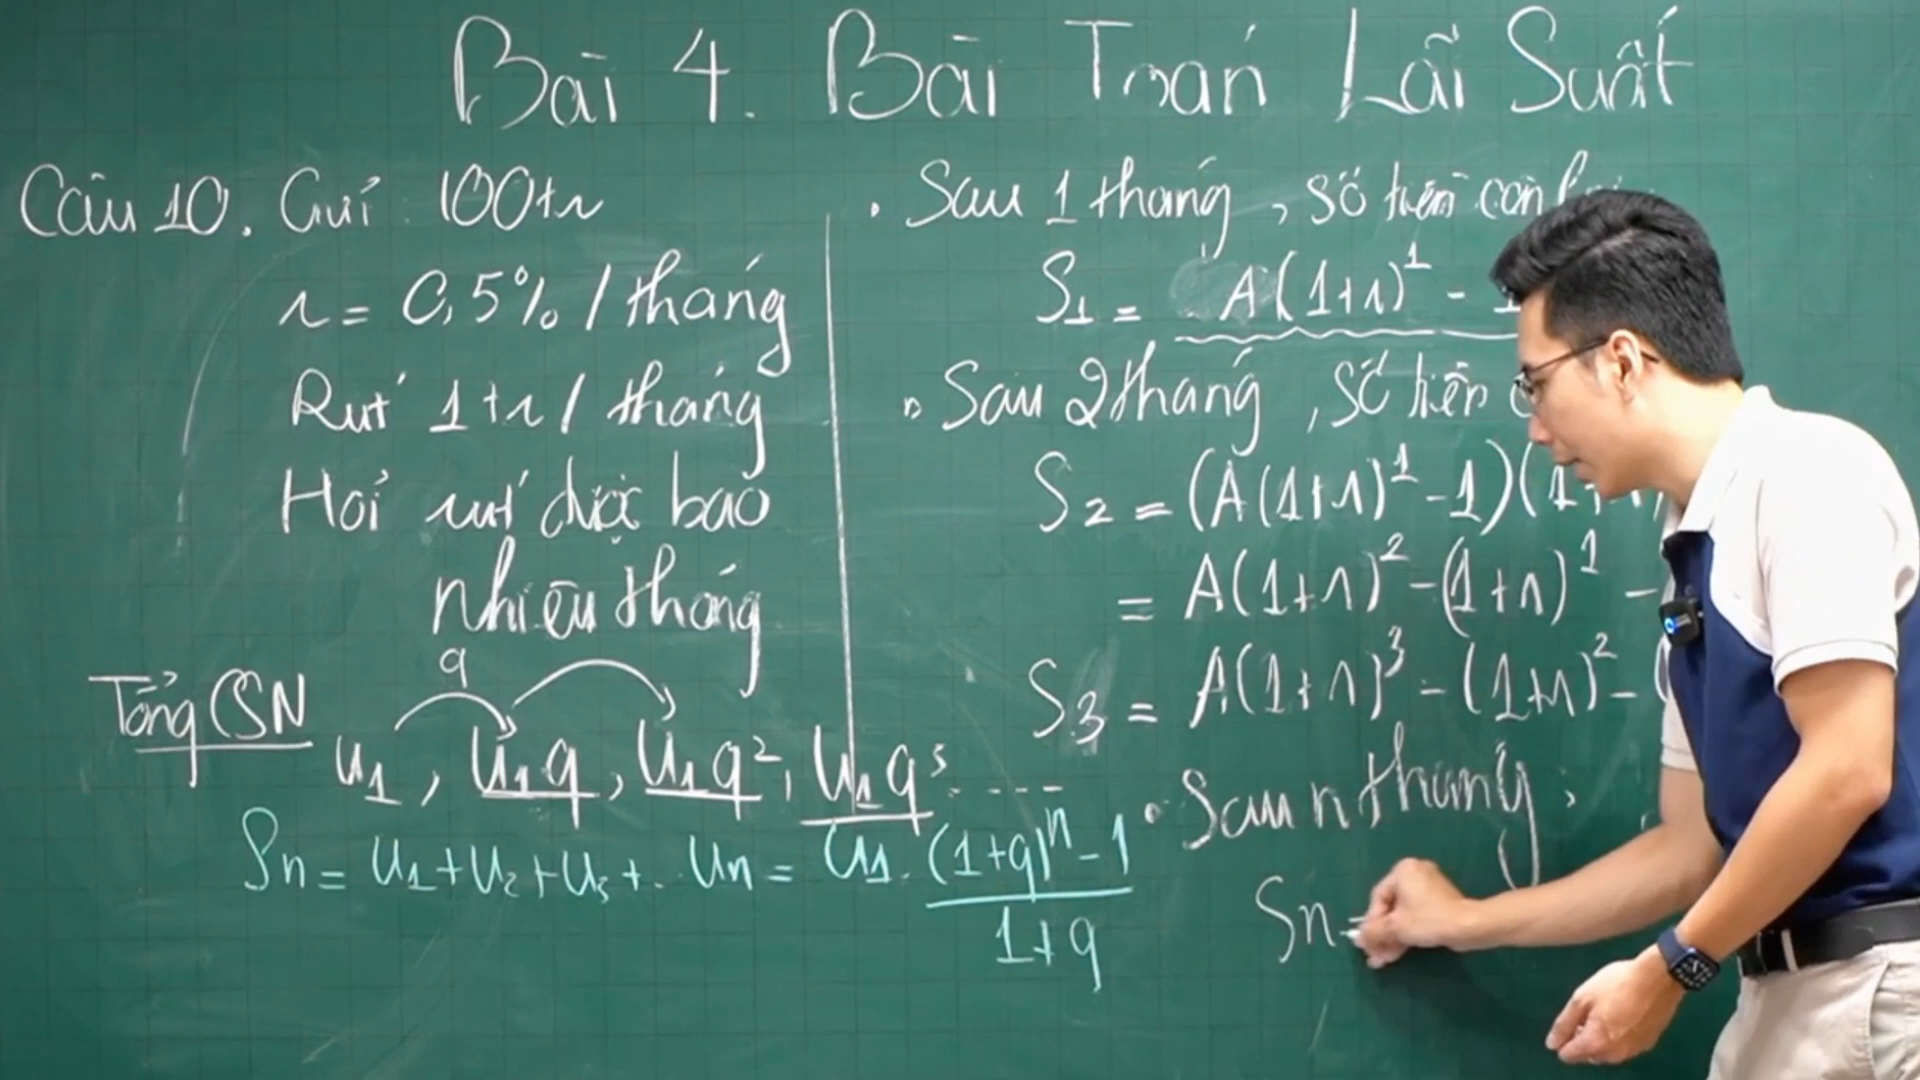 Bài 4. Bài Toán Lãi Suất
Câu 10. Gửi 100tr
r = 0,5% / tháng
Rút 1tr / tháng
Hỏi rút được bao
nhiêu tháng
Tổng CSN
q
u1, u1q, u1q², u1q³ ....
Sn = u1+u2+u3+... un = u1. (1+q)^n - 1
1+q
. Sau 1 tháng, số tiền còn
S1 = A(1+r)^1 -
. Sau 2 tháng, số tiền
S2 = (A(1+r)^1 - 1)(1+
= A(1+r)² - (1+r)^1 -
S3 = A(1+r)³ - (1+r)² -
. Sau n tháng:
Sn =